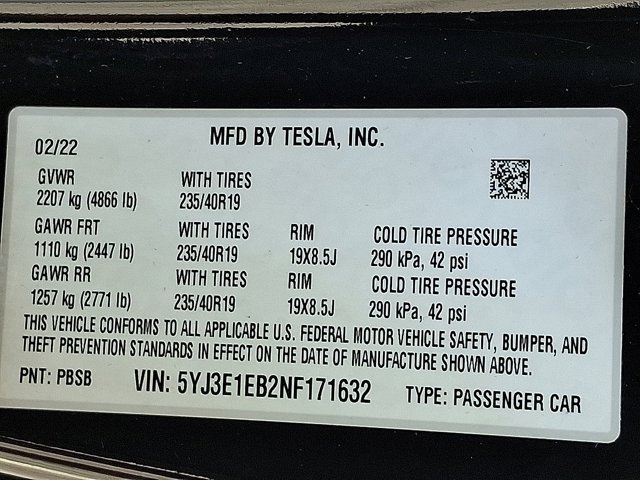 MFD BY TESLA, INC.
02/22
GVWR WITH TIRES
2207 kg (4866 lb) 235/40R19
GAWR FRT WITH TIRES RIM COLD TIRE PRESSURE
1110 kg (2447 lb) 235/40R19 19X8.5J 290 kPa, 42 psi
GAWR RR WITH TIRES RIM COLD TIRE PRESSURE
1257 kg (2771 lb) 235/40R19 19X8.5J 290 kPa, 42 psi
THIS VEHICLE CONFORMS TO ALL APPLICABLE U.S. FEDERAL MOTOR VEHICLE SAFETY, BUMPER, AND
THEFT PREVENTION STANDARDS IN EFFECT ON THE DATE OF MANUFACTURE SHOWN ABOVE.
PNT: PBSB VIN: 5YJ3E1EB2NF171632 TYPE: PASSENGER CAR